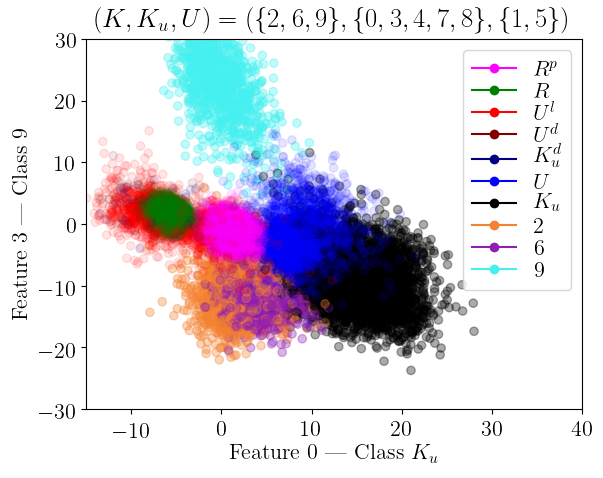 (K, K_u, U) = ({2, 6, 9}, {0, 3, 4, 7, 8}, {1, 5})
30
20
10
0
−10
−20
−30
Feature 3 — Class 9
R^p
R
U^l
U^d
K_u^d
U
K_u
2
6
9
−10
0
10
20
30
40
Feature 0 — Class K_u